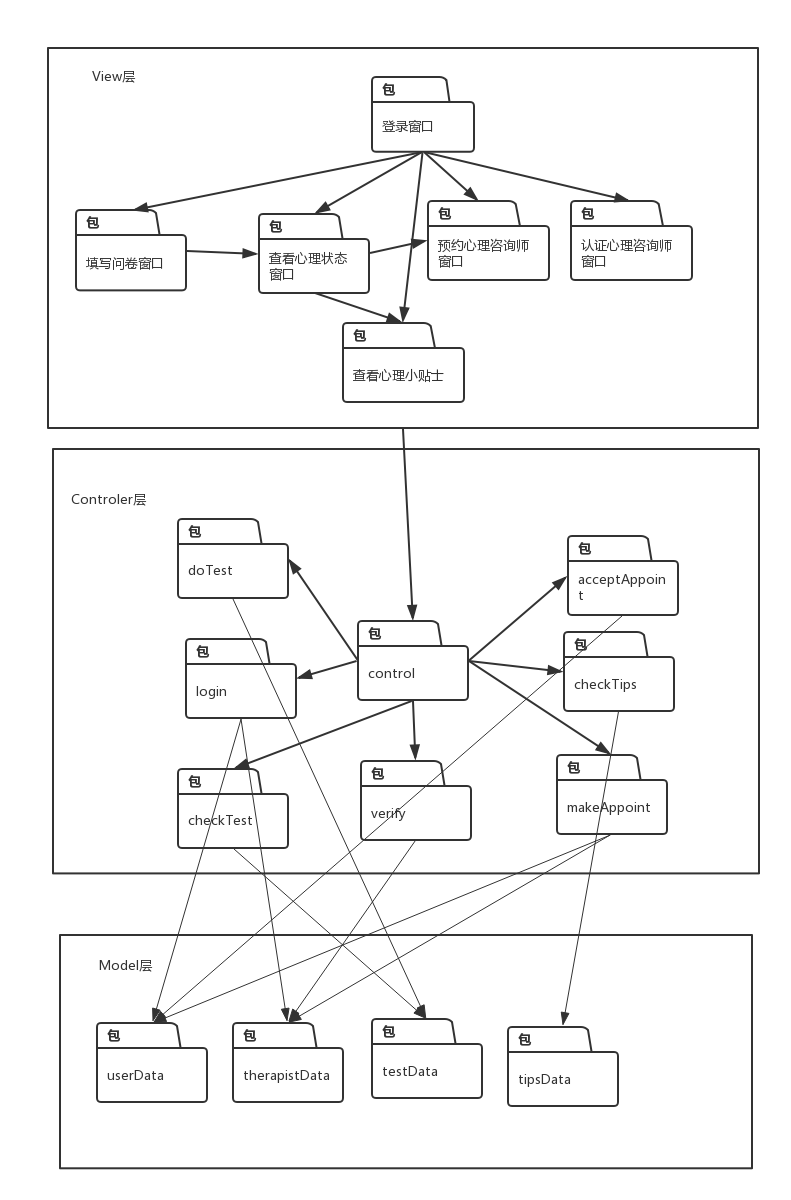 View层
包
登录窗口
包
填写问卷窗口
包
查看心理状态
窗口
包
预约心理咨询师
窗口
包
认证心理咨询师
窗口
包
查看心理小贴士
Controler层
包
doTest
包
acceptAppoin
t
包
control
包
login
包
checkTips
包
checkTest
包
verify
包
makeAppoint
Model层
包
userData
包
therapistData
包
testData
包
tipsData